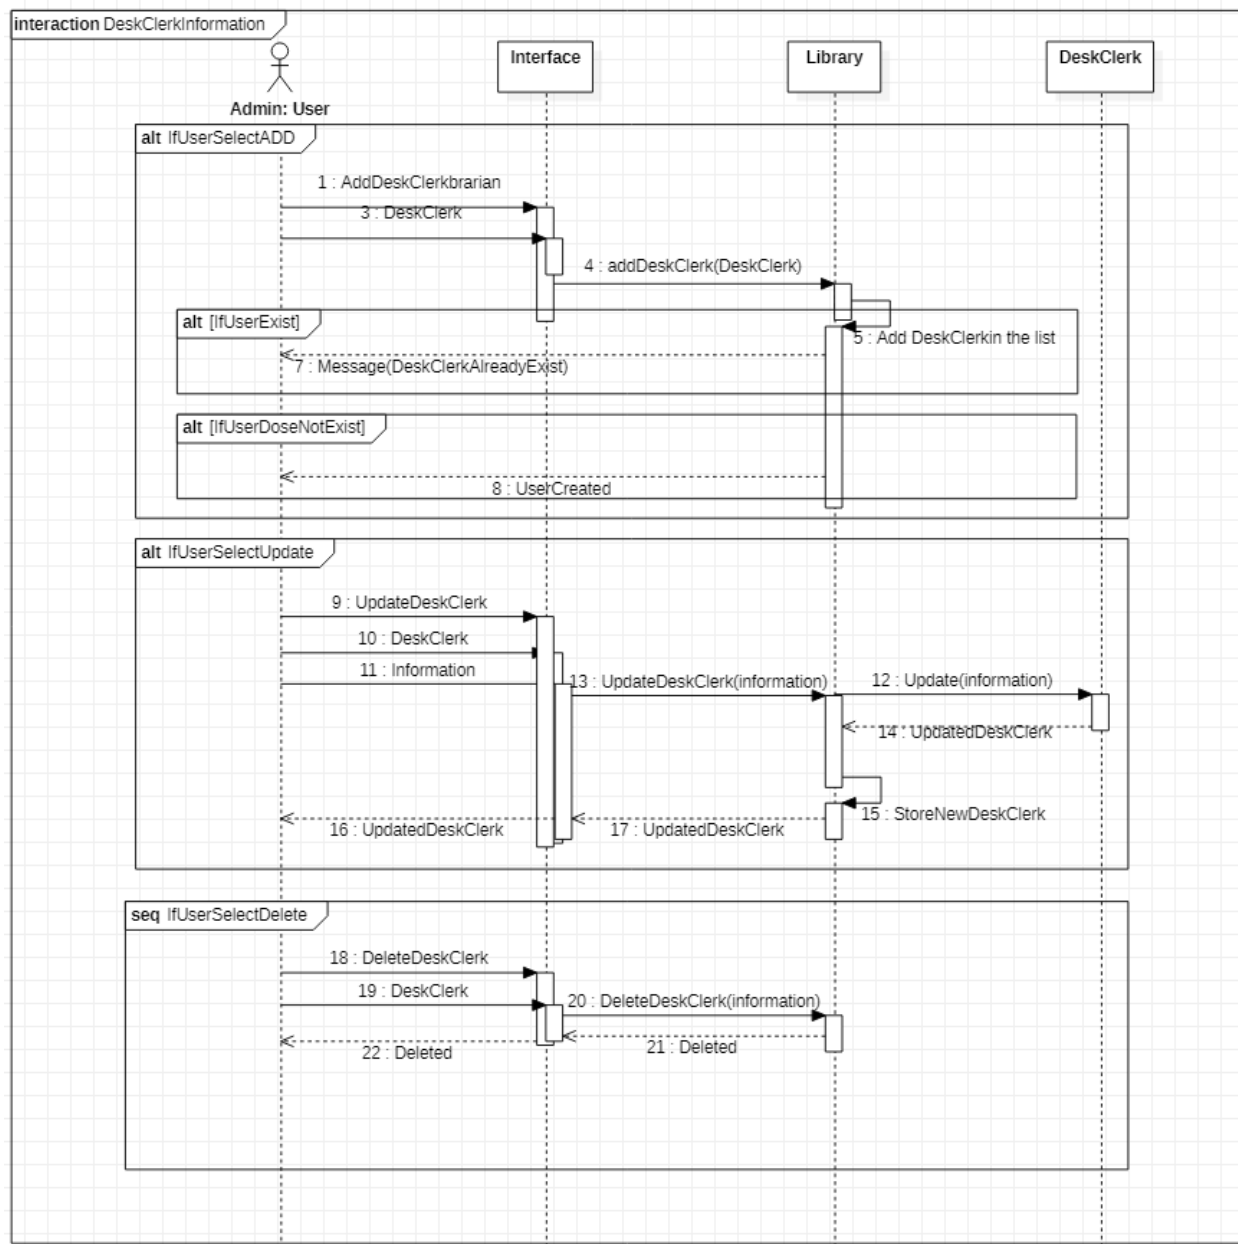 interaction DeskClerkInformation
Interface
Library
DeskClerk
Admin: User
alt IfUserSelectADD
1 : AddDeskClerkbrarian
3 : DeskClerk
4 : addDeskClerk(DeskClerk)
alt [IfUserExist]
5 : Add DeskClerkin the list
7 : Message(DeskClerkAlreadyExist)
alt [IfUserDoseNotExist]
8 : UserCreated
alt IfUserSelectUpdate
9 : UpdateDeskClerk
10 : DeskClerk
11 : Information
13 : UpdateDeskClerk(information)
12 : Update(information)
14 : UpdatedDeskClerk
15 : StoreNewDeskClerk
16 : UpdatedDeskClerk
17 : UpdatedDeskClerk
seq IfUserSelectDelete
18 : DeleteDeskClerk
19 : DeskClerk
20 : DeleteDeskClerk(information)
21 : Deleted
22 : Deleted